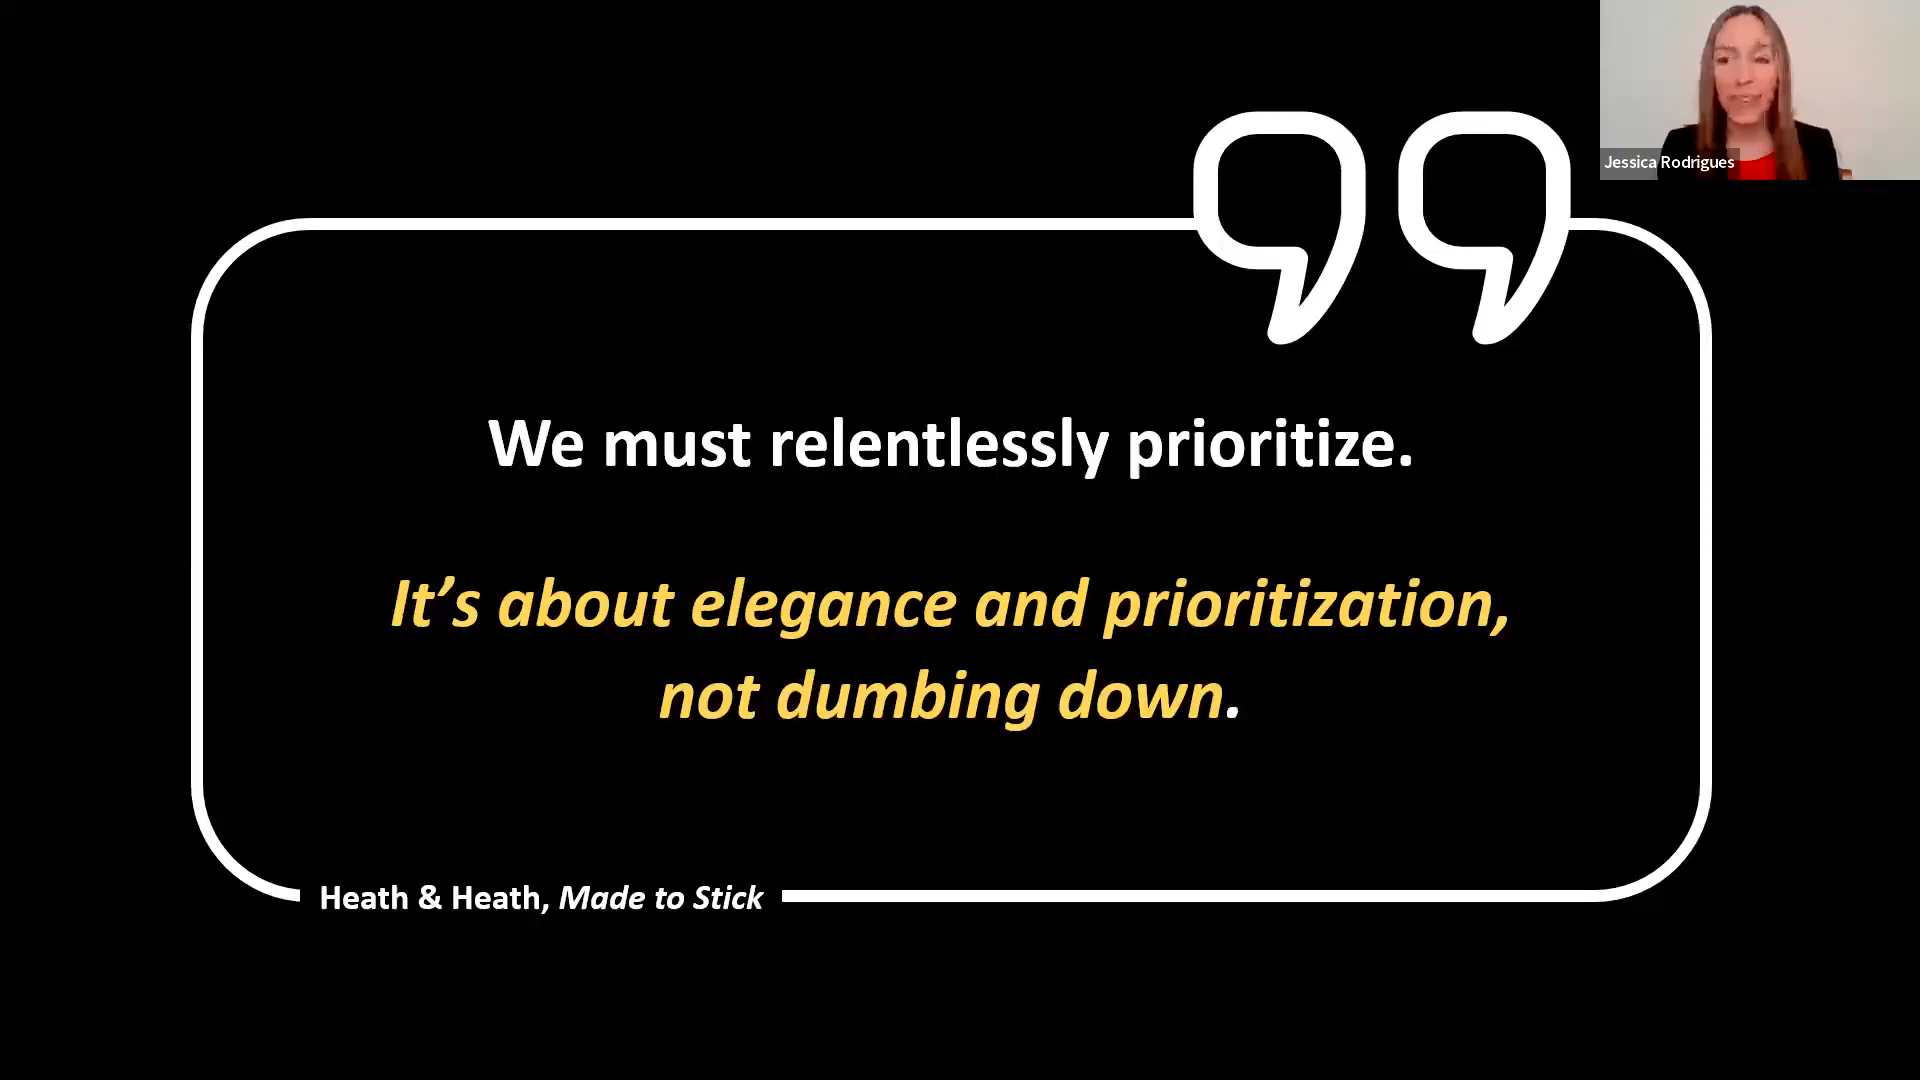 Jessica Rodrigues
We must relentlessly prioritize.
It’s about elegance and prioritization,
not dumbing down.
Heath & Heath, Made to Stick